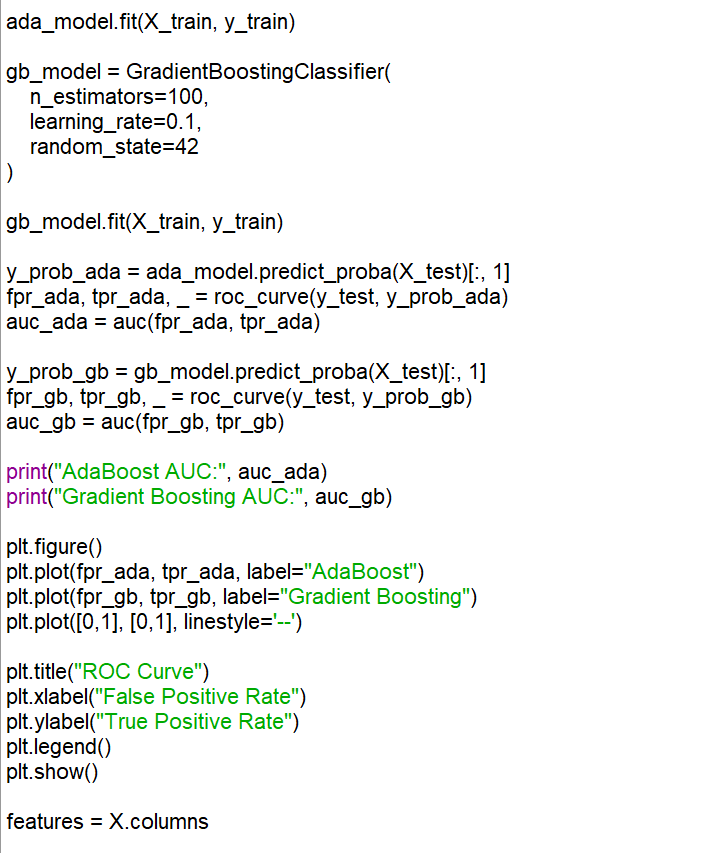 ada_model.fit(X_train, y_train)

gb_model = GradientBoostingClassifier(
    n_estimators=100,
    learning_rate=0.1,
    random_state=42
)

gb_model.fit(X_train, y_train)

y_prob_ada = ada_model.predict_proba(X_test)[:, 1]
fpr_ada, tpr_ada, _ = roc_curve(y_test, y_prob_ada)
auc_ada = auc(fpr_ada, tpr_ada)

y_prob_gb = gb_model.predict_proba(X_test)[:, 1]
fpr_gb, tpr_gb, _ = roc_curve(y_test, y_prob_gb)
auc_gb = auc(fpr_gb, tpr_gb)

print("AdaBoost AUC:", auc_ada)
print("Gradient Boosting AUC:", auc_gb)

plt.figure()
plt.plot(fpr_ada, tpr_ada, label="AdaBoost")
plt.plot(fpr_gb, tpr_gb, label="Gradient Boosting")
plt.plot([0,1], [0,1], linestyle='--')

plt.title("ROC Curve")
plt.xlabel("False Positive Rate")
plt.ylabel("True Positive Rate")
plt.legend()
plt.show()

features = X.columns